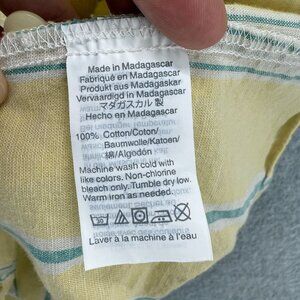 Made in Madagascar
Fabriqué en Madagascar
Produkt aus Madagaskar
Vervaardigd in Madagascar
マダガスカル 製
Hecho en Madagascar
100% Cotton/Coton/
Baumwolle/Katoen/
綿/Algodón
Machine wash cold with
like colors. Non-chlorine
bleach only. Tumble dry low.
Warm iron as needed.
Laver à la machine à l'eau